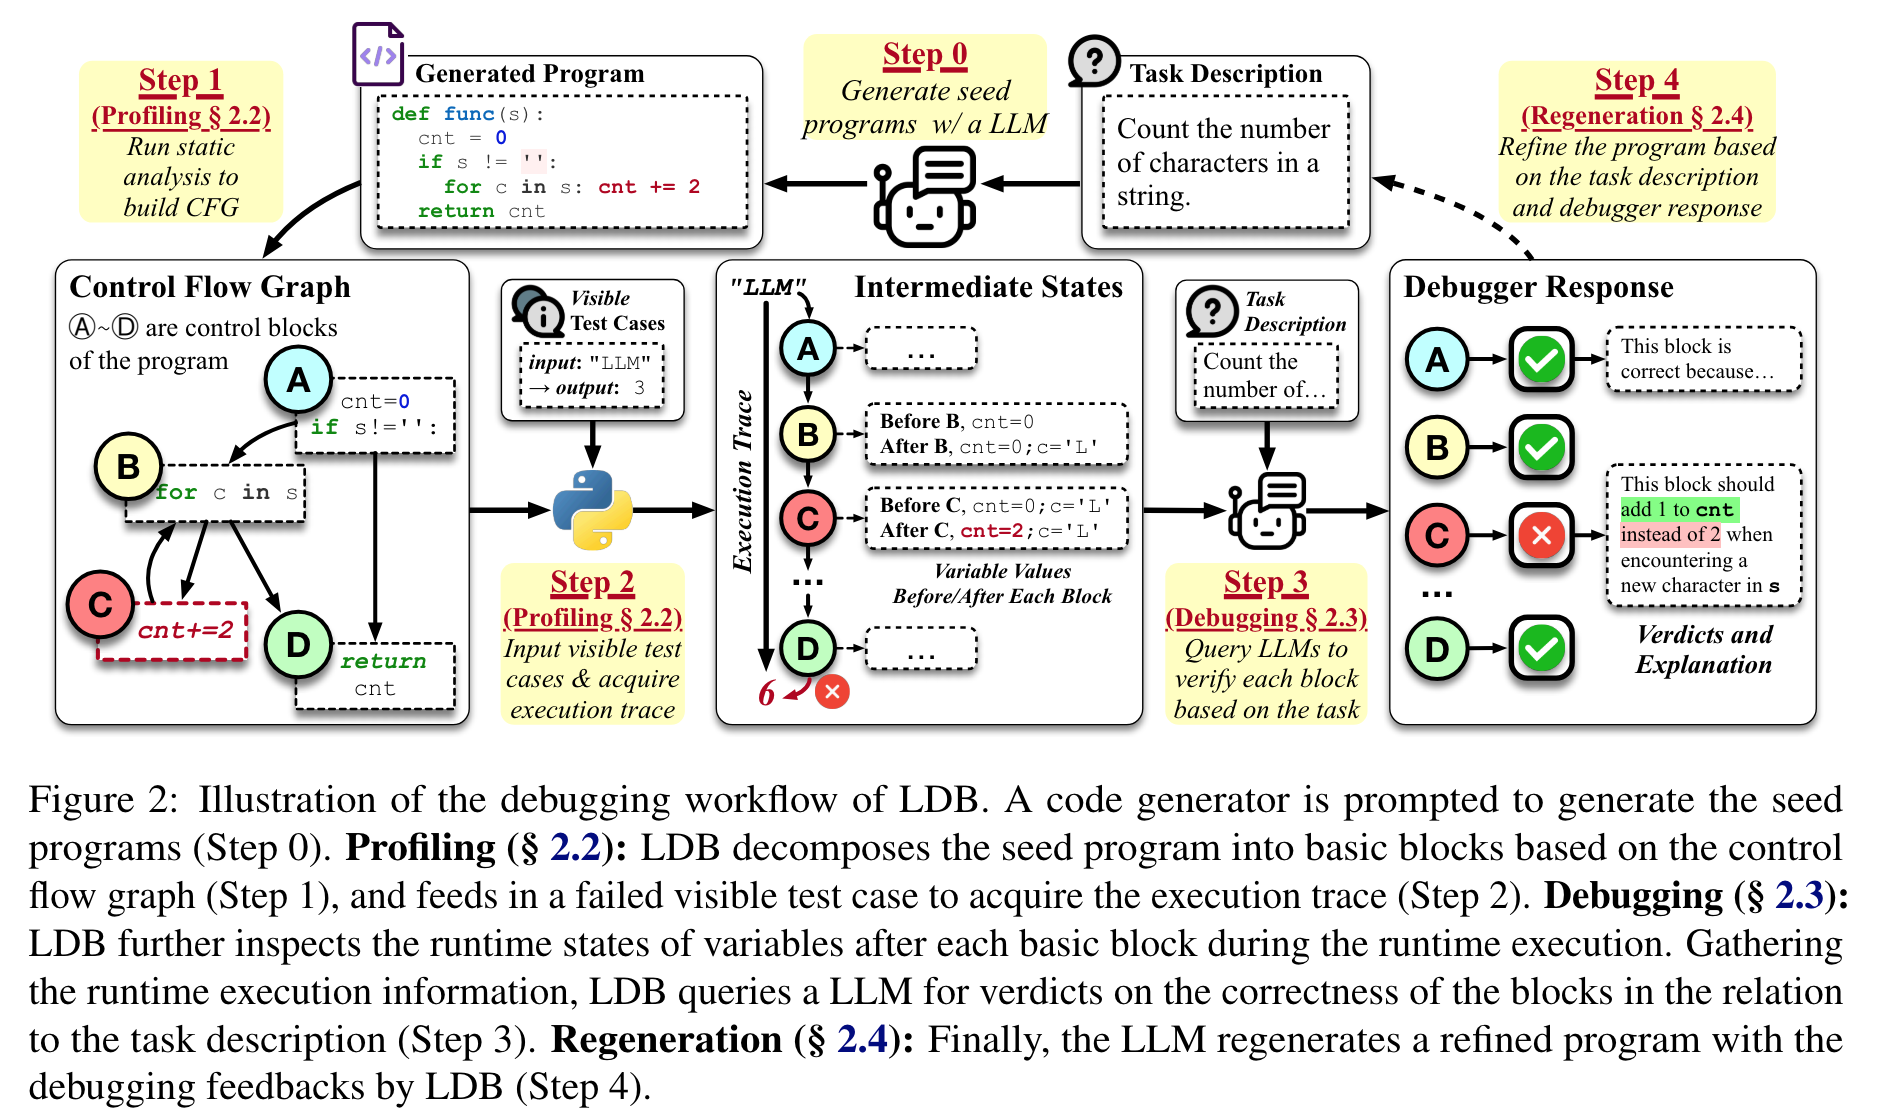 Step 1
(Profiling § 2.2)
Run static
analysis to
build CFG
</>
Generated Program
def func(s):
cnt = 0
if s != '':
for c in s: cnt += 2
return cnt
Step 0
Generate seed
programs w/ a LLM
?
Task Description
Count the number
of characters in a
string.
Step 4
(Regeneration § 2.4)
Refine the program based
on the task description
and debugger response
Control Flow Graph
Ⓐ~Ⓓ are control blocks
of the program
A
cnt=0
if s!='':
B
for c in s
C
cnt+=2
D
return
cnt
i
Visible
Test Cases
input: "LLM"
→ output: 3
Step 2
(Profiling § 2.2)
Input visible test
cases & acquire
execution trace
"LLM"
Intermediate States
Execution Trace
A
...
B
Before B, cnt=0
After B, cnt=0;c='L'
C
Before C, cnt=0;c='L'
After C, cnt=2;c='L'
...
Variable Values
Before/After Each Block
D
...
6
?
Task
Description
Count the
number of…
Step 3
(Debugging § 2.3)
Query LLMs to
verify each block
based on the task
Debugger Response
A
This block is
correct because…
B
C
This block should
add 1 to cnt
instead of 2 when
encountering a
new character in s
...
D
Verdicts and
Explanation
Figure 2: Illustration of the debugging workflow of LDB. A code generator is prompted to generate the seed
programs (Step 0). Profiling (§ 2.2): LDB decomposes the seed program into basic blocks based on the control
flow graph (Step 1), and feeds in a failed visible test case to acquire the execution trace (Step 2). Debugging (§ 2.3):
LDB further inspects the runtime states of variables after each basic block during the runtime execution. Gathering
the runtime execution information, LDB queries a LLM for verdicts on the correctness of the blocks in the relation
to the task description (Step 3). Regeneration (§ 2.4): Finally, the LLM regenerates a refined program with the
debugging feedbacks by LDB (Step 4).